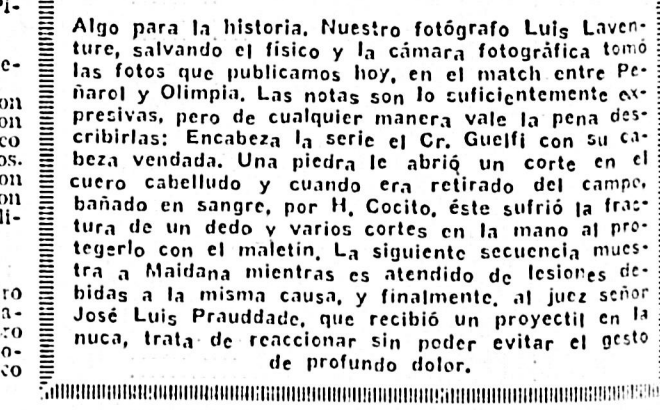 Algo para la historia. Nuestro fotógrafo Luis Laven-
ture, salvando el físico y la cámara fotográfica tomó
las fotos que publicamos hoy, en el match entre Pe-
ñarol y Olimpia. Las notas son lo suficientemente ex-
presivas, pero de cualquier manera vale la pena des-
cribirlas: Encabeza la serie el Cr. Guelfi con su ca-
beza vendada. Una piedra le abrió un corte en el
cuero cabelludo y cuando era retirado del campo,
bañado en sangre, por H. Cocito, éste sufrió la frac-
tura de un dedo y varios cortes en la mano al pro-
tegerlo con el maletín. La siguiente secuencia mues-
tra a Maidana mientras es atendido de lesiones de-
bidas a la misma causa, y finalmente, al juez señor
José Luis Prauddade, que recibió un proyectil en la
nuca, trata de reaccionar sin poder evitar el gesto
de profundo dolor.